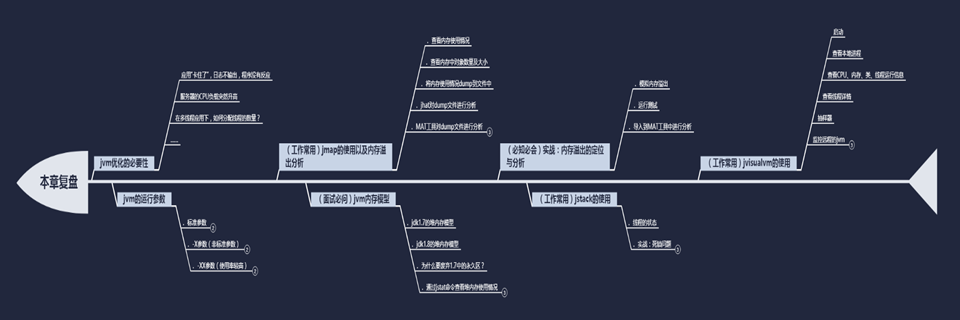 本章复盘
jvm优化的必要性
应用“卡住了”，日志不输出，程序没有反应
服务器的CPU负载突然升高
在多线程应用下，如何分配线程的数量？
......
jvm的运行参数
、标准参数
、-X参数（非标准参数）
、-XX参数（使用率较高）
（工作常用）jmap的使用以及内存溢
出分析
、查看内存使用情况
、查看内存中对象数量及大小
、将内存使用情况dump到文件中
、jhat对dump文件进行分析
、MAT工具对dump文件进行分析
（面试必问）jvm内存模型
、jdk1.7的堆内存模型
、jdk1.8的堆内存模型
、为什么要废弃1.7中的永久区？
、通过jstat命令查看堆内存使用情况
（必知必会）实战：内存溢出的定位
与分析
、模拟内存溢出
、运行测试
、导入到MAT工具中进行分析
（工作常用）jstack的使用
、线程的状态
、实战：死锁问题
（工作常用）jvisualvm的使用
启动
查看本地进程
查看CPU、内存、类、线程运行信息
查看线程详情
抽样器
监控远程的jvm